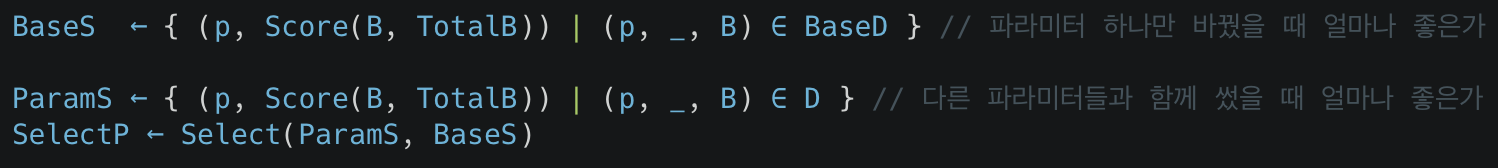 BaseS ← { (p, Score(B, TotalB)) | (p, _, B) ∈ BaseD } // 파라미터 하나만 바꿨을 때 얼마나 좋은가
ParamS ← { (p, Score(B, TotalB)) | (p, _, B) ∈ D } // 다른 파라미터들과 함께 썼을 때 얼마나 좋은가
SelectP ← Select(ParamS, BaseS)